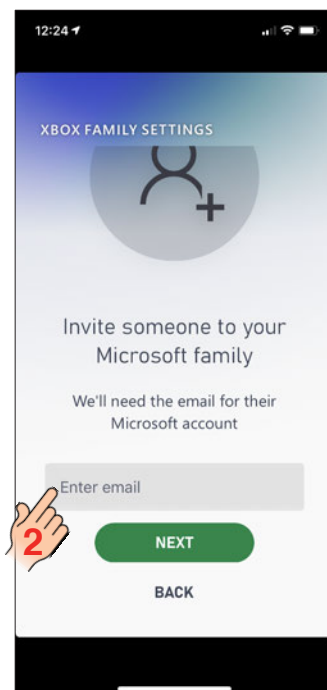 12:24
XBOX FAMILY SETTINGS
Invite someone to your
Microsoft family
We'll need the email for their
Microsoft account
Enter email
2
NEXT
BACK